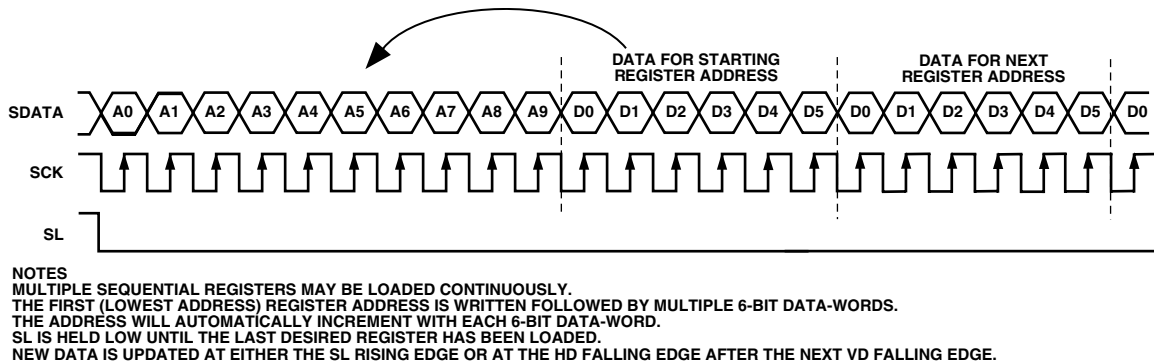 DATA FOR STARTING
REGISTER ADDRESS
DATA FOR NEXT
REGISTER ADDRESS
SDATA A0 A1 A2 A3 A4 A5 A6 A7 A8 A9 D0 D1 D2 D3 D4 D5 D0 D1 D2 D3 D4 D5 D0
SCK
SL
NOTES
MULTIPLE SEQUENTIAL REGISTERS MAY BE LOADED CONTINUOUSLY.
THE FIRST (LOWEST ADDRESS) REGISTER ADDRESS IS WRITTEN FOLLOWED BY MULTIPLE 6-BIT DATA-WORDS.
THE ADDRESS WILL AUTOMATICALLY INCREMENT WITH EACH 6-BIT DATA-WORD.
SL IS HELD LOW UNTIL THE LAST DESIRED REGISTER HAS BEEN LOADED.
NEW DATA IS UPDATED AT EITHER THE SL RISING EDGE OR AT THE HD FALLING EDGE AFTER THE NEXT VD FALLING EDGE.